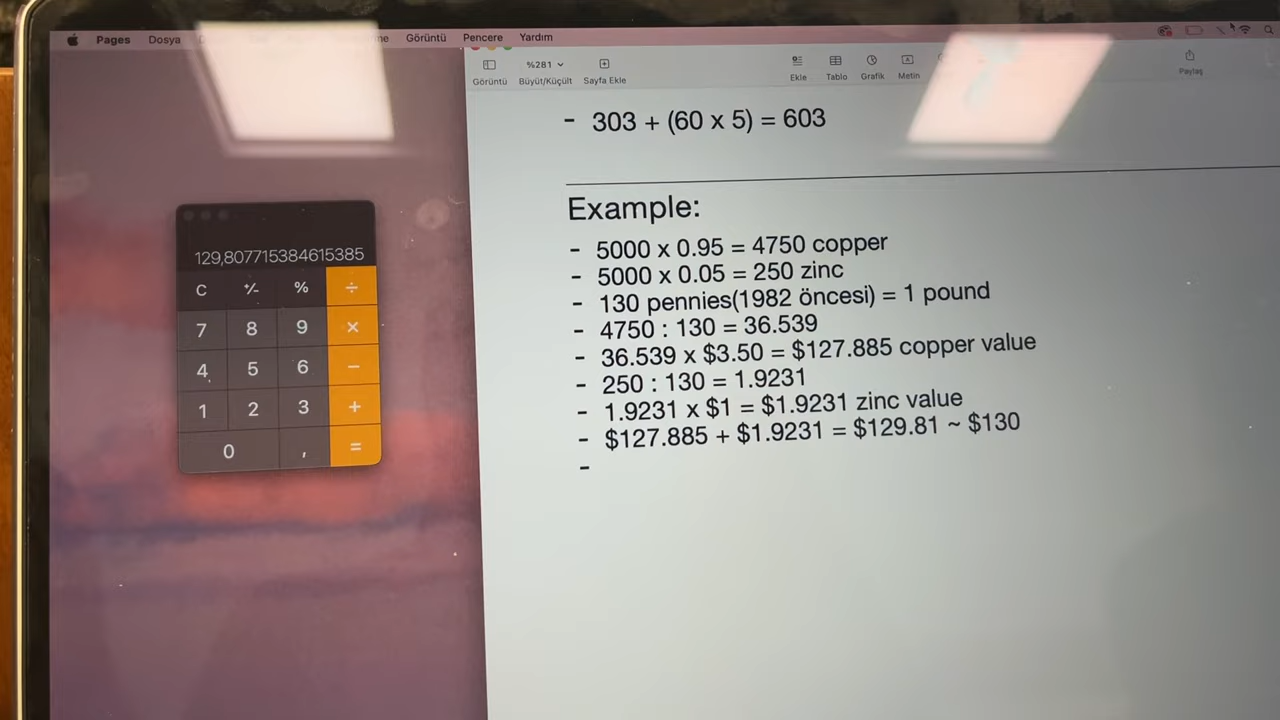 Pages Dosya Görüntü Pencere Yardım
%281
Görüntü Büyüt/Küçült Sayfa Ekle Ekle Tablo Grafik Metin Paylaş
- 303 + (60 x 5) = 603
Example:
- 5000 x 0.95 = 4750 copper
- 5000 x 0.05 = 250 zinc
- 130 pennies(1982 öncesi) = 1 pound
- 4750 : 130 = 36.539
- 36.539 x $3.50 = $127.885 copper value
- 250 : 130 = 1.9231
- 1.9231 x $1 = $1.9231 zinc value
- $127.885 + $1.9231 = $129.81 ~ $130
-
129,807715384615385
C +/- % ÷
7 8 9 ×
4 5 6 −
1 2 3 +
0 , =